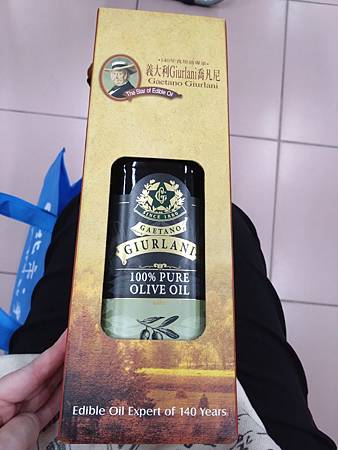 •140年食用油專家•
義大利Giurlani喬凡尼
Gaetano Giurlani
The Star of Edible Oil
G
SINCE 1880
GAETANO
GIURLANI
100% PURE
OLIVE OIL
Edible Oil Expert of 140 Years